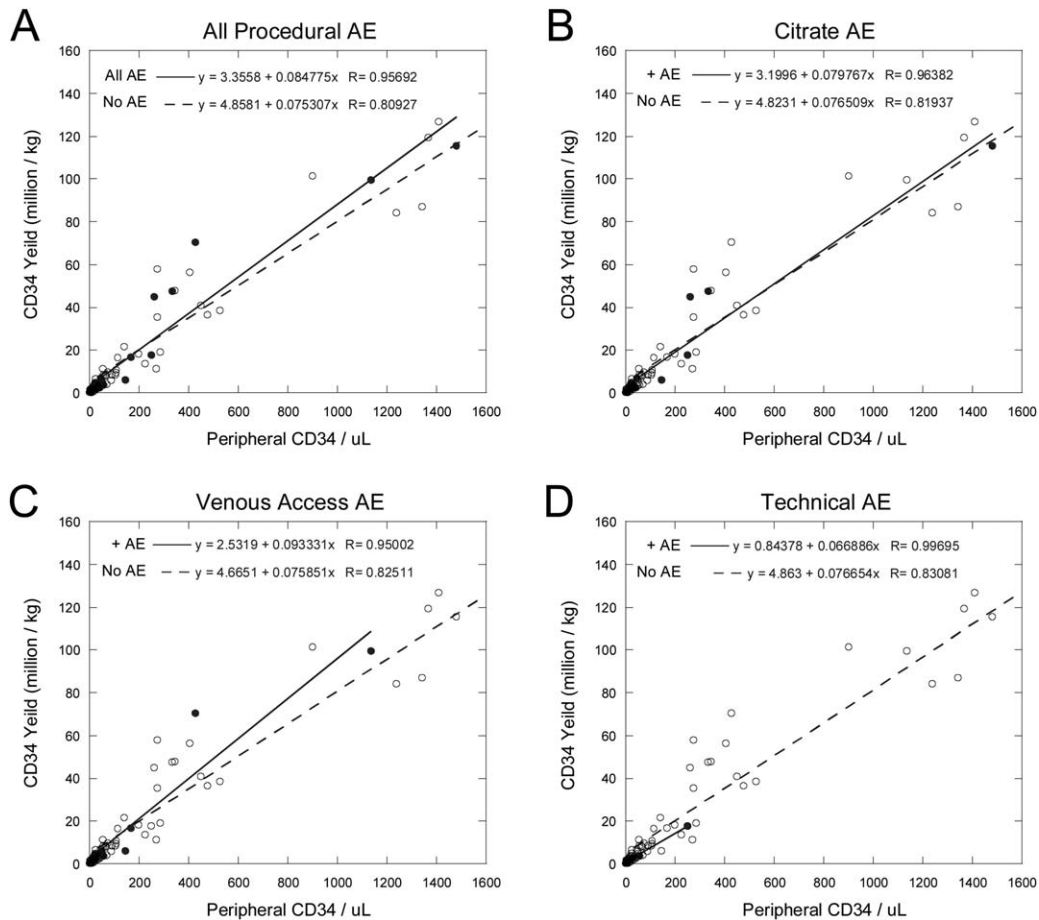 A
All Procedural AE
160
140
120
100
80
60
40
20
0
CD34 Yeild (million / kg)
All AE y = 3.3558 + 0.084775x R= 0.95692
No AE y = 4.8581 + 0.075307x R= 0.80927
0 200 400 600 800 1000 1200 1400 1600
Peripheral CD34 / uL
B
Citrate AE
160
140
120
100
80
60
40
20
0
CD34 Yeild (million / kg)
+ AE y = 3.1996 + 0.079767x R= 0.96382
No AE y = 4.8231 + 0.076509x R= 0.81937
0 200 400 600 800 1000 1200 1400 1600
Peripheral CD34 / uL
C
Venous Access AE
160
140
120
100
80
60
40
20
0
CD34 Yeild (million / kg)
+ AE y = 2.5319 + 0.093331x R= 0.95002
No AE y = 4.6651 + 0.075851x R= 0.82511
0 200 400 600 800 1000 1200 1400 1600
Peripheral CD34 / uL
D
Technical AE
160
140
120
100
80
60
40
20
0
CD34 Yeild (million / kg)
+ AE y = 0.84378 + 0.066886x R= 0.99695
No AE y = 4.863 + 0.076654x R= 0.83081
0 200 400 600 800 1000 1200 1400 1600
Peripheral CD34 / uL